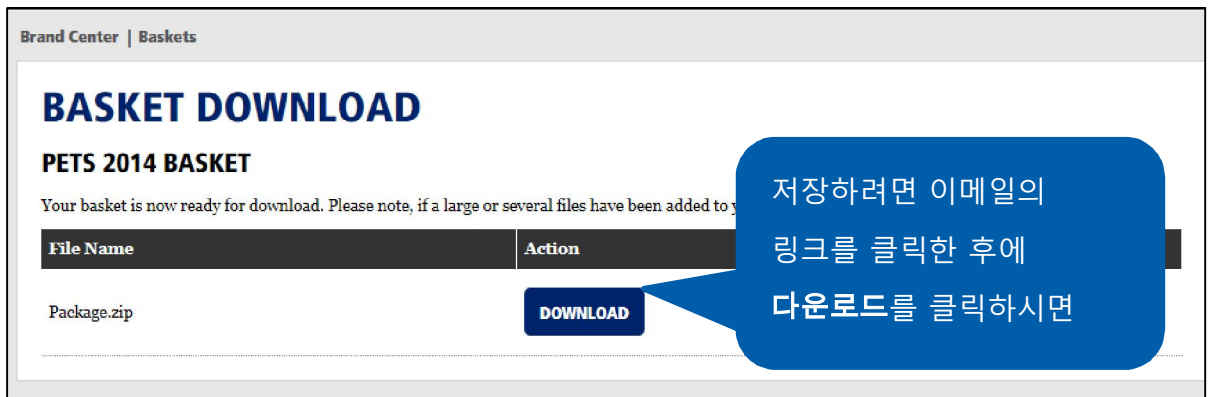 Brand Center | Baskets
BASKET DOWNLOAD
PETS 2014 BASKET
Your basket is now ready for download. Please note, if a large or several files have been added to
File Name Action
Package.zip DOWNLOAD
저장하려면 이메일의
링크를 클릭한 후에
다운로드를 클릭하시면